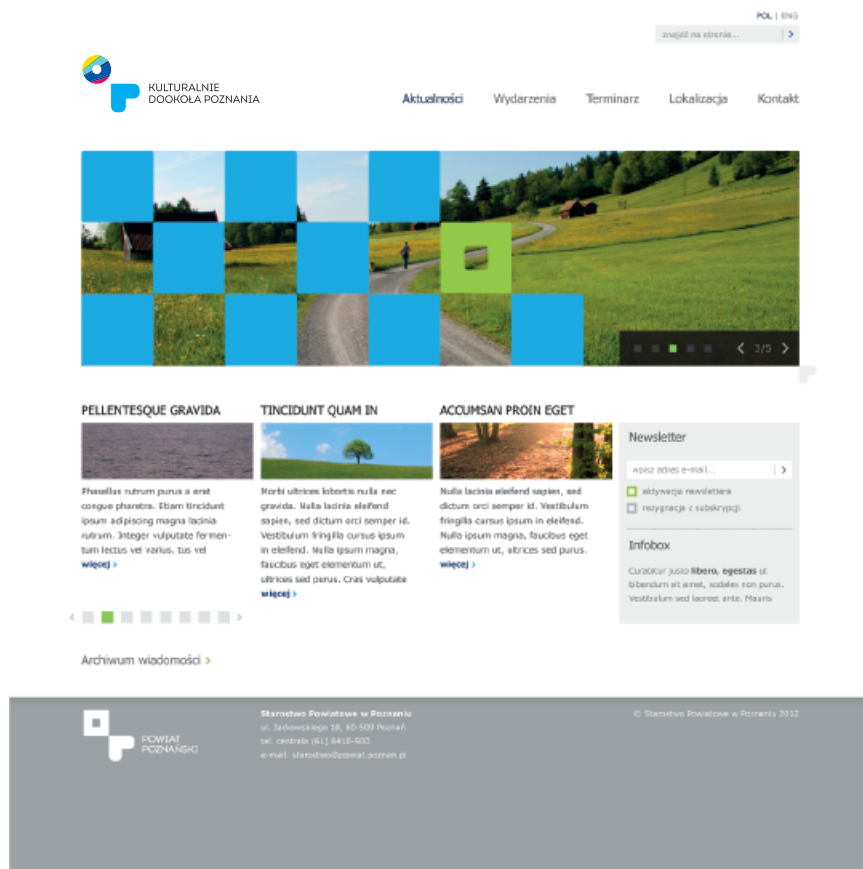 POL | ENG
znajdź na stronie...
KULTURALNIE
DOOKOŁA POZNANIA
Aktualności
Wydarzenia
Terminarz
Lokalizacja
Kontakt
3/5
PELLENTESQUE GRAVIDA
Phasellus rutrum purus a erat
congue pharetra. Etiam tincidunt
ipsum adipiscing magna lacinia
rutrum. Integer vulputate fermen-
tum lectus vel varius. tus vel
więcej ›
TINCIDUNT QUAM IN
Morbi ultrices lobortis nulla nec
gravida. Nulla lacinia eleifend
sapien, sed dictum orci semper id.
Vestibulum fringilla cursus ipsum
in eleifend. Nulla ipsum magna,
faucibus eget elementum ut,
ultrices sed purus. Cras vulputate
więcej ›
ACCUMSAN PROIN EGET
Nulla lacinia eleifend sapien, sed
dictum orci semper id. Vestibulum
fringilla cursus ipsum in eleifend.
Nulla ipsum magna, faucibus eget
elementum ut, ultrices sed purus.
więcej ›
Newsletter
wpisz adres e-mail...
aktywacja newslettera
rezygnacja z subskrypcji
Infobox
Curabitur justo libero, egestas ut
bibendum sit amet, sodales non purus.
Vestibulum sed laoreet ante. Mauris
Archiwum wiadomości ›
POWIAT
POZNAŃSKI
Starostwo Powiatowe w Poznaniu
ul. Jackowskiego 18, 60-509 Poznań
tel. centrala (61) 8410-500
e-mail: starostwo@powiat.poznan.pl
© Starostwo Powiatowe w Poznaniu 2012